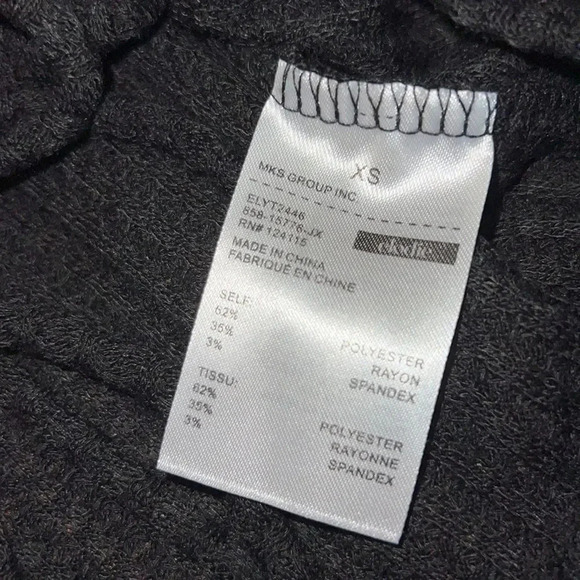 XS
MKS GROUP INC
ELYT2446
858-15776-JX
RN# 124115
MADE IN CHINA
FABRIQUÉ EN CHINE
SELF:
62% POLYESTER
35% RAYON
3% SPANDEX
TISSU:
62% POLYESTER
35% RAYONNE
3% SPANDEX